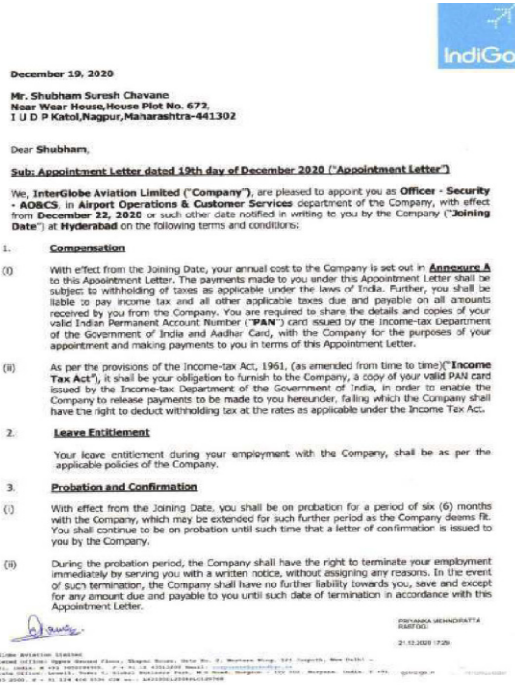 IndiGo
December 19, 2020
Mr. Shubham Suresh Chavane
Near Wear House,House Plot No. 672,
I U D P Katol,Nagpur,Maharashtra-441302
Dear Shubham,
Sub: Appointment Letter dated 19th day of December 2020 ("Appointment Letter")
We, InterGlobe Aviation Limited ("Company"), are pleased to appoint you as Officer - Security
- AO&CS, in Airport Operations & Customer Services department of the Company, with effect
from December 22, 2020 or such other date notified in writing to you by the Company ("Joining
Date") at Hyderabad on the following terms and conditions:
1. Compensation
(i) With effect from the Joining Date, your annual cost to the Company is set out in Annexure A
to this Appointment Letter. The payments made to you under this Appointment Letter shall be
subject to withholding of taxes as applicable under the laws of India. Further, you shall be
liable to pay income tax and all other applicable taxes due and payable on all amounts
received by you from the Company. You are required to share the details and copies of your
valid Indian Permanent Account Number ("PAN") card issued by the Income-tax Department
of the Government of India and Aadhar Card, with the Company for the purposes of your
appointment and making payments to you in terms of this Appointment Letter.
(ii) As per the provisions of the Income-tax Act, 1961, (as amended from time to time)("Income
Tax Act"), it shall be your obligation to furnish to the Company, a copy of your valid PAN card
issued by the Income-tax Department of the Government of India, in order to enable the
Company to release payments to be made to you hereunder, failing which the Company shall
have the right to deduct withholding tax at the rates as applicable under the Income Tax Act.
2. Leave Entitlement
Your leave entitlement during your employment with the Company, shall be as per the
applicable policies of the Company.
3. Probation and Confirmation
(i) With effect from the Joining Date, you shall be on probation for a period of six (6) months
with the Company, which may be extended for such further period as the Company deems fit.
You shall continue to be on probation until such time that a letter of confirmation is issued to
you by the Company.
(ii) During the probation period, the Company shall have the right to terminate your employment
immediately by serving you with a written notice, without assigning any reasons. In the event
of such termination, the Company shall have no further liability towards you, save and except
for any amount due and payable to you until such date of termination in accordance with this
Appointment Letter.
PRIYANKA MEHNDIRATTA
RASTOGI
21.12.2020 17:26
Globe Aviation Limited